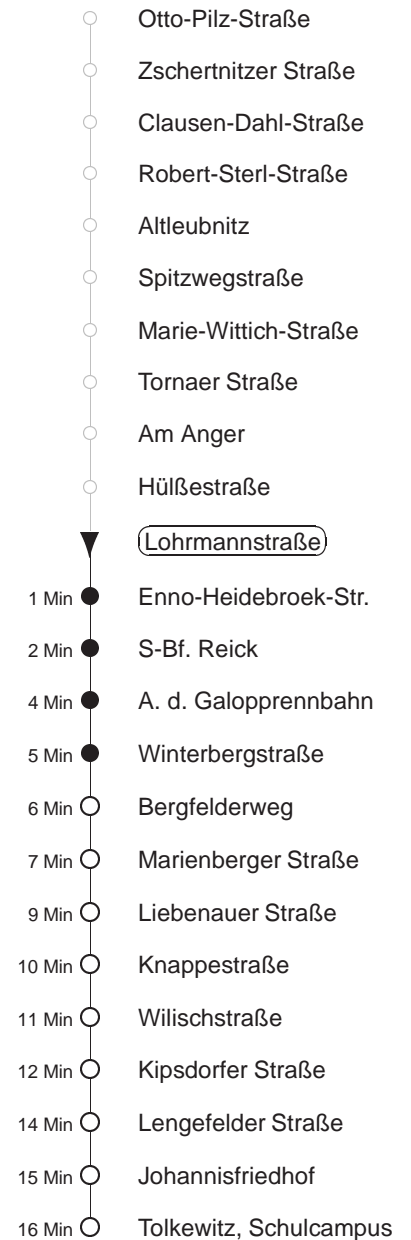 Otto-Pilz-Straße
Zschertnitzer Straße
Clausen-Dahl-Straße
Robert-Sterl-Straße
Altleubnitz
Spitzwegstraße
Marie-Wittich-Straße
Tornaer Straße
Am Anger
Hülßestraße
Lohrmannstraße
1 Min Enno-Heidebroek-Str.
2 Min S-Bf. Reick
4 Min A. d. Galopprennbahn
5 Min Winterbergstraße
6 Min Bergfelderweg
7 Min Marienberger Straße
9 Min Liebenauer Straße
10 Min Knappestraße
11 Min Wilischstraße
12 Min Kipsdorfer Straße
14 Min Lengefelder Straße
15 Min Johannisfriedhof
16 Min Tolkewitz, Schulcampus